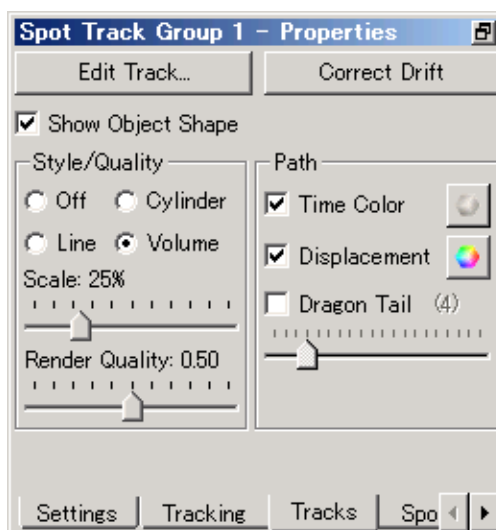 Spot Track Group 1 - Properties
Edit Track...
Correct Drift
Show Object Shape
Style/Quality
Off
Cylinder
Line
Volume
Scale: 25%
Render Quality: 0.50
Path
Time Color
Displacement
Dragon Tail (4)
Settings
Tracking
Tracks
Spo